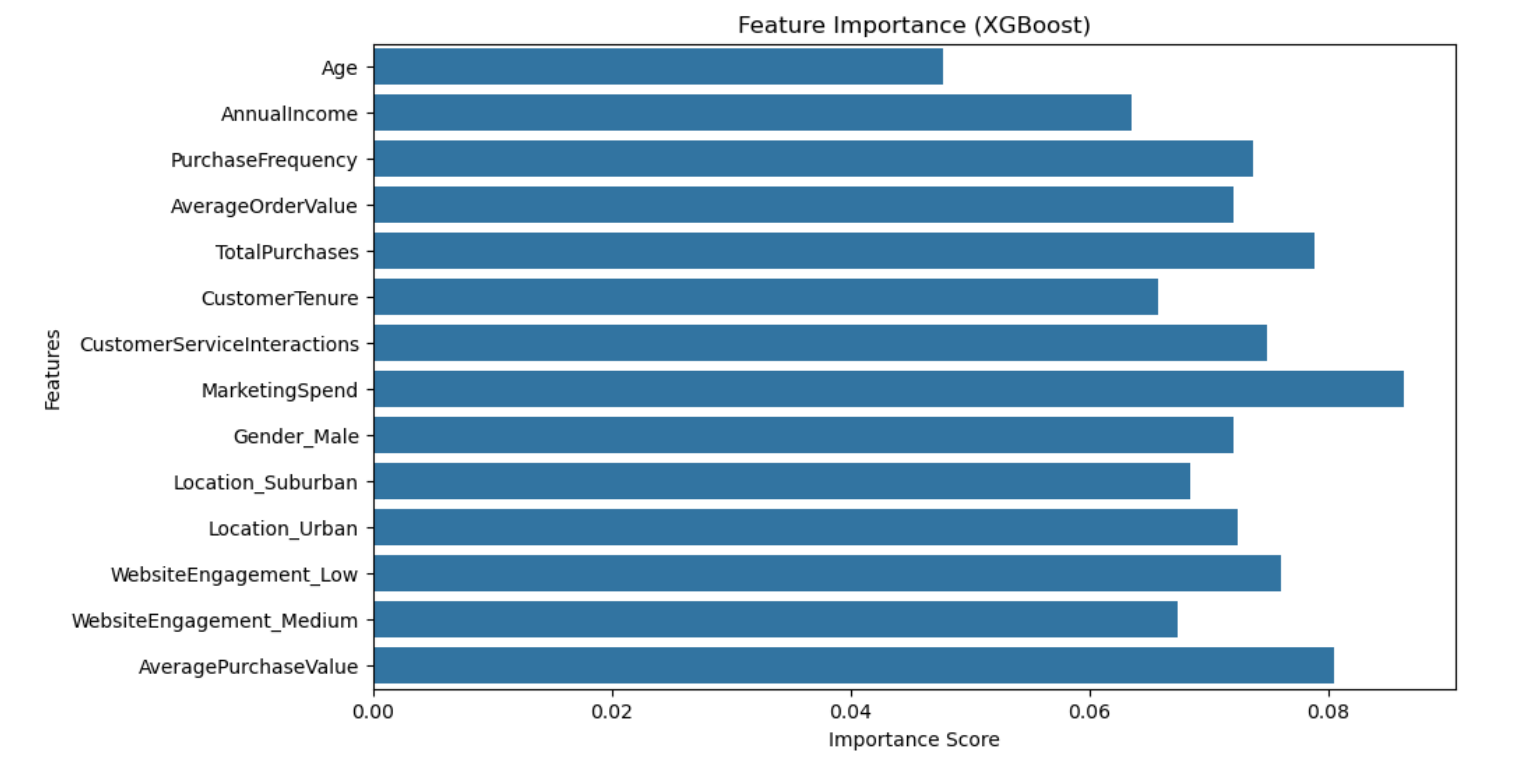 Feature Importance (XGBoost)
Age
AnnualIncome
PurchaseFrequency
AverageOrderValue
TotalPurchases
CustomerTenure
CustomerServiceInteractions
MarketingSpend
Gender_Male
Location_Suburban
Location_Urban
WebsiteEngagement_Low
WebsiteEngagement_Medium
AveragePurchaseValue
Features
0.00 0.02 0.04 0.06 0.08
Importance Score